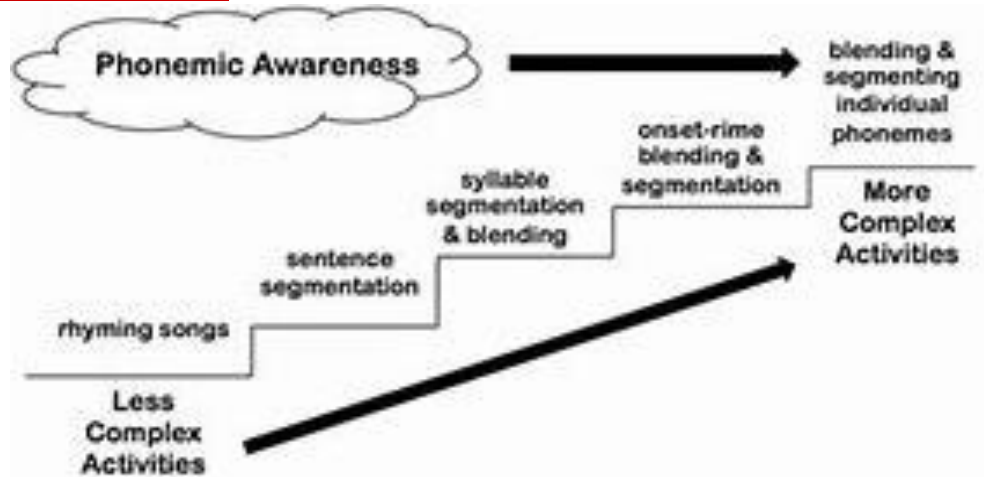 Phonemic Awareness
blending &
segmenting
individual
phonemes
onset-rime
blending &
segmentation
syllable
segmentation
& blending
sentence
segmentation
rhyming songs
More
Complex
Activities
Less
Complex
Activities